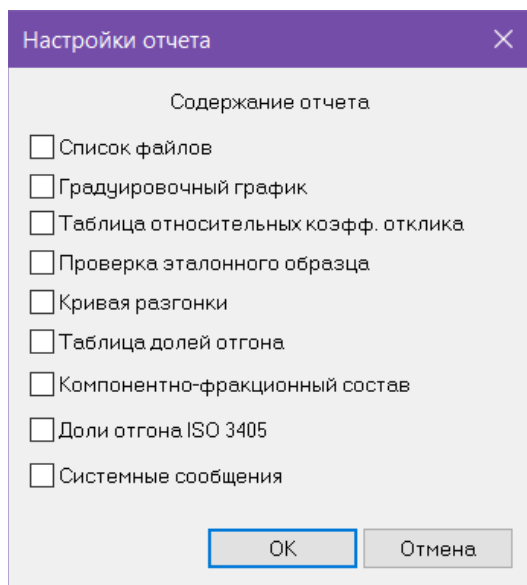 Настройки отчета
Содержание отчета
Список файлов
Градуировочный график
Таблица относительных коэфф. отклика
Проверка эталонного образца
Кривая разгонки
Таблица долей отгона
Компонентно-фракционный состав
Доли отгона ISO 3405
Системные сообщения
ОК Отмена